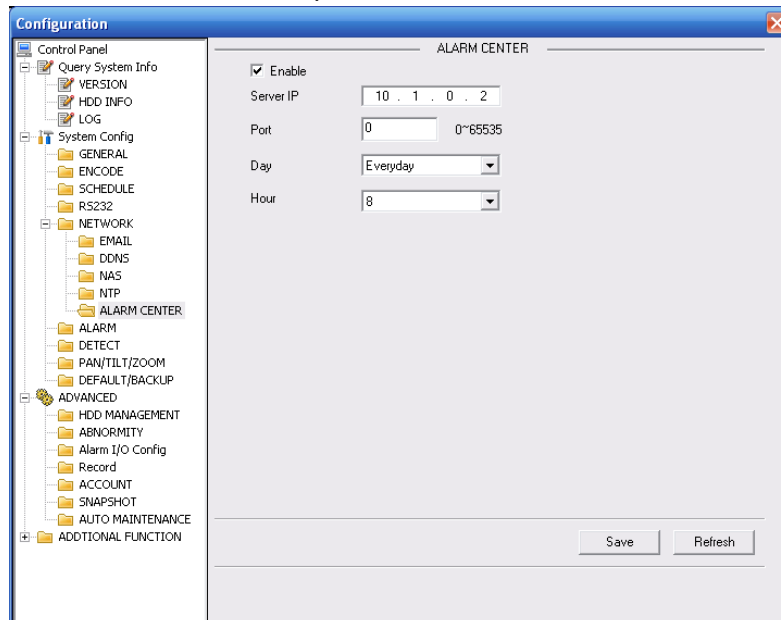 Configuration
Control Panel
Query System Info
VERSION
HDD INFO
LOG
System Config
GENERAL
ENCODE
SCHEDULE
RS232
NETWORK
EMAIL
DDNS
NAS
NTP
ALARM CENTER
ALARM
DETECT
PAN/TILT/ZOOM
DEFAULT/BACKUP
ADVANCED
HDD MANAGEMENT
ABNORMITY
Alarm I/O Config
Record
ACCOUNT
SNAPSHOT
AUTO MAINTENANCE
ADDTIONAL FUNCTION
ALARM CENTER
Enable
Server IP 10 . 1 . 0 . 2
Port 0 0~65535
Day Everyday
Hour 8
Save Refresh